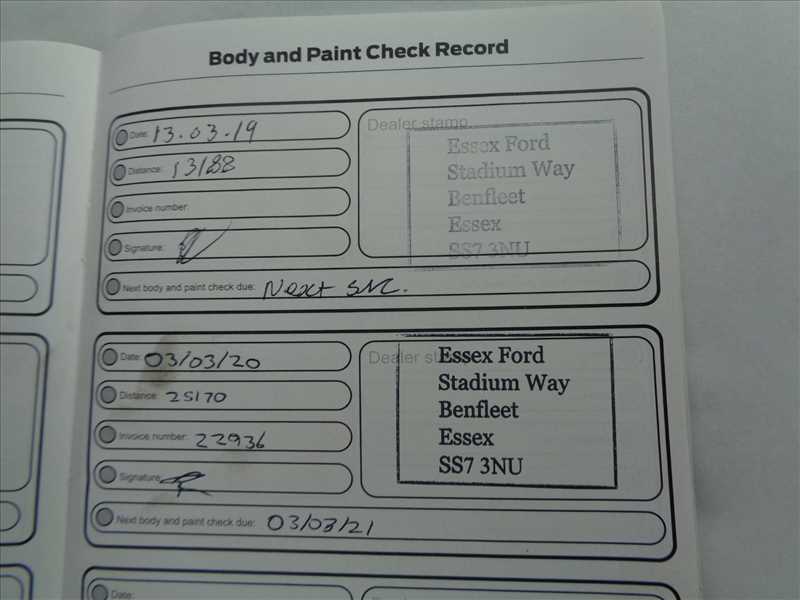 Body and Paint Check Record
Date: 13.03.19
Distance: 13188
Invoice number:
Signature:
Next body and paint check due: Next SVC.
Dealer stamp
Essex Ford
Stadium Way
Benfleet
Essex
SS7 3NU
Date: 03/03/20
Distance: 25170
Invoice number: 22936
Signature:
Next body and paint check due: 03/03/21
Dealer stamp
Essex Ford
Stadium Way
Benfleet
Essex
SS7 3NU
Date: